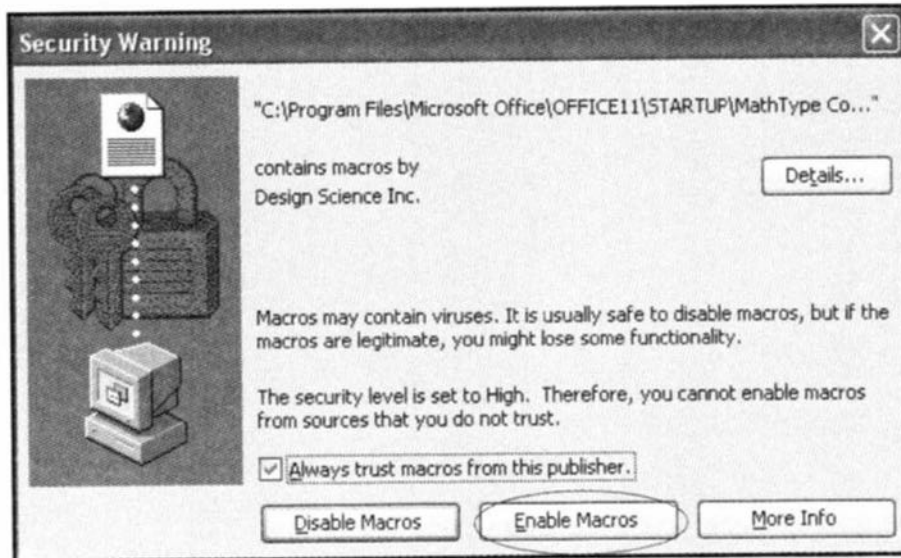 Security Warning
"C:\Program Files\Microsoft Office\OFFICE11\STARTUP\MathType Co..."
contains macros by
Design Science Inc.
Details...
Macros may contain viruses. It is usually safe to disable macros, but if the
macros are legitimate, you might lose some functionality.
The security level is set to High. Therefore, you cannot enable macros
from sources that you do not trust.
Always trust macros from this publisher.
Disable Macros
Enable Macros
More Info